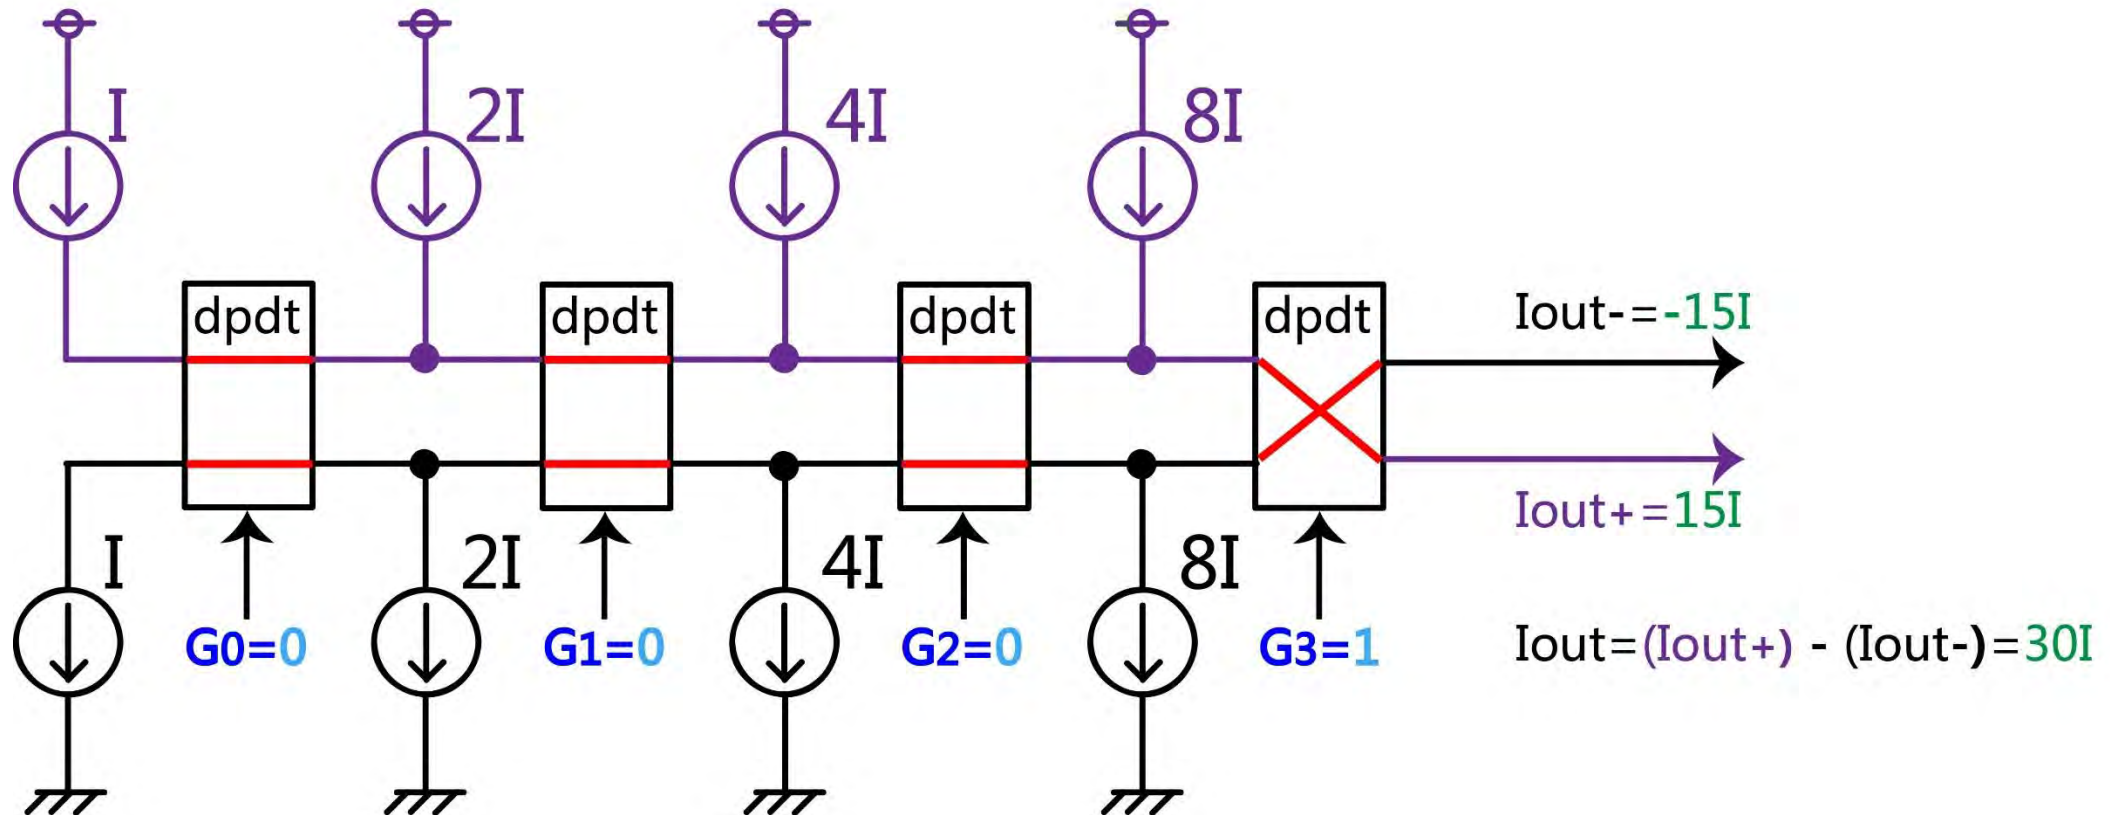 I
2I
4I
8I
dpdt
dpdt
dpdt
dpdt
Iout-=-15I
Iout+=15I
I
2I
4I
8I
G0=0
G1=0
G2=0
G3=1
Iout=(Iout+) - (Iout-)=30I